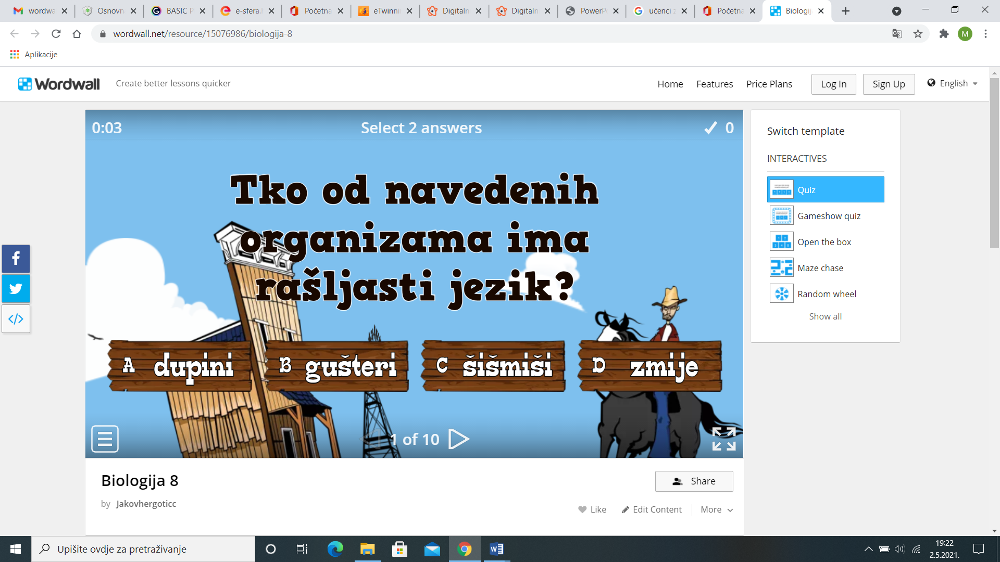 wordwa
Osnovn
BASIC P
e-sfera.
Početna
eTwinni
Digitaln
Digitaln
PowerP
učenci z
Početna
Biologij
wordwall.net/resource/15076986/biologija-8
M
Aplikacije
Wordwall
Create better lessons quicker
Home
Features
Price Plans
Log In
Sign Up
English
0:03
Select 2 answers
0
Tko od navedenih
organizama ima
rašljasti jezik?
A dupini
B gušteri
C šišmiši
D zmije
1 of 10
Switch template
INTERACTIVES
Quiz
Gameshow quiz
Open the box
Maze chase
Random wheel
Show all
Biologija 8
by Jakovhergoticc
Share
Like
Edit Content
More
Upišite ovdje za pretraživanje
19:22
2.5.2021.